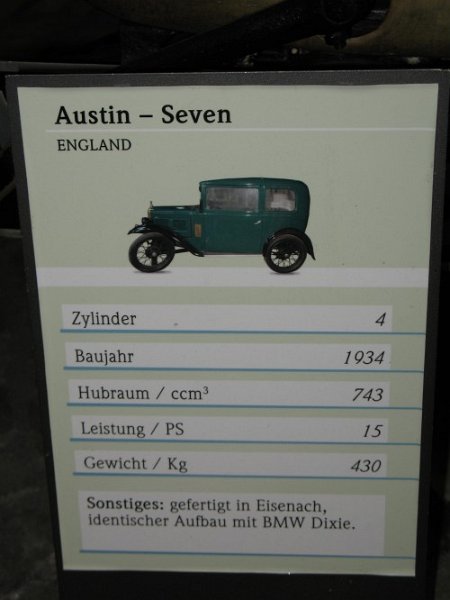 Austin – Seven
ENGLAND
Zylinder 4
Baujahr 1934
Hubraum / ccm³ 743
Leistung / PS 15
Gewicht / Kg 430
Sonstiges: gefertigt in Eisenach,
identischer Aufbau mit BMW Dixie.